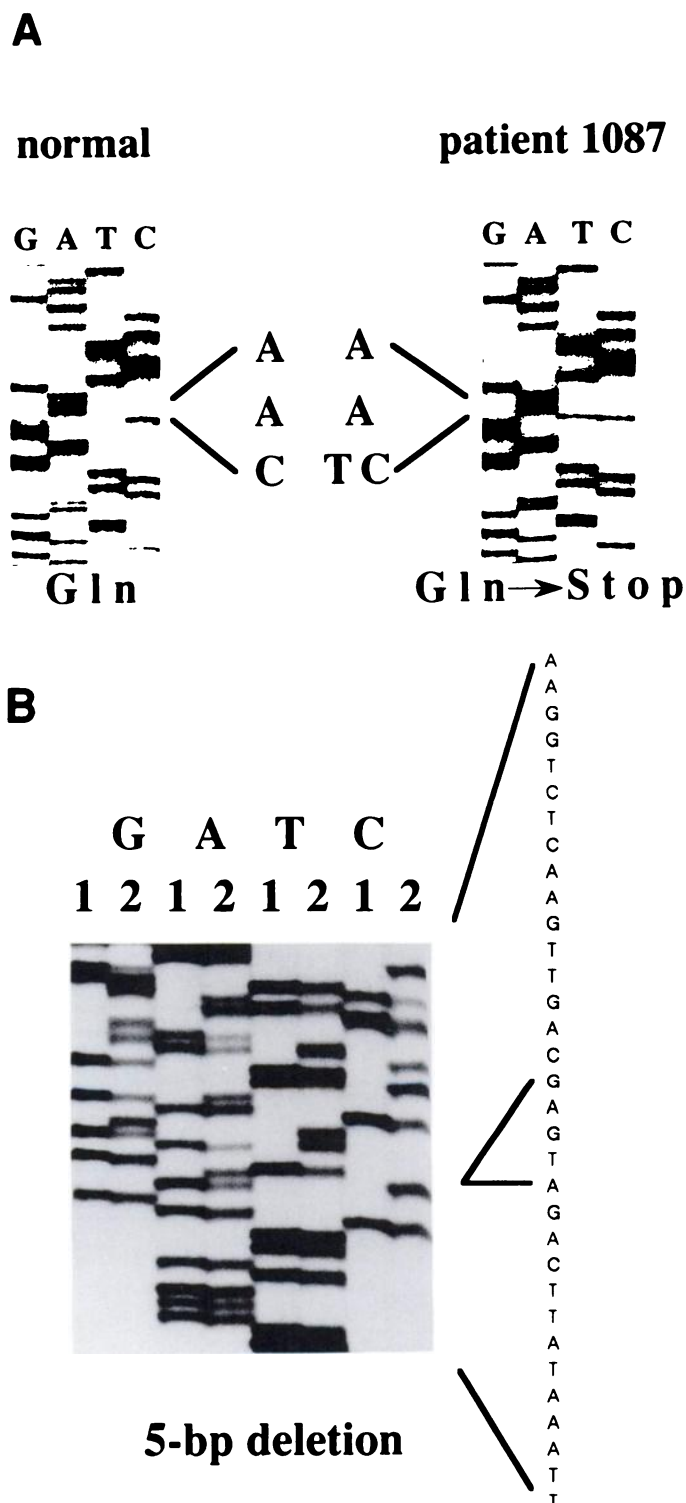 A
normal patient 1087
G A T C G A T C
A A
A A
C TC
Gln Gln→Stop
B
G A T C
1 2 1 2 1 2 1 2
5-bp deletion
A
A
G
G
T
C
T
C
A
A
G
T
T
G
A
C
G
A
G
T
A
G
A
C
T
T
A
T
A
A
A
T
T